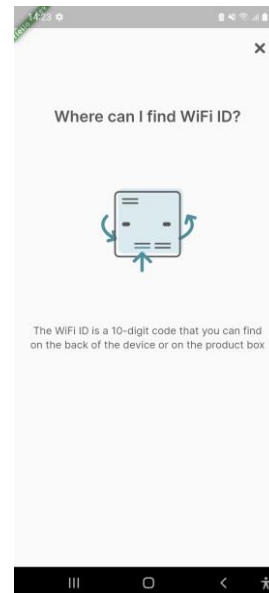 14:23
Where can I find WiFi ID?
The WiFi ID is a 10-digit code that you can find
on the back of the device or on the product box